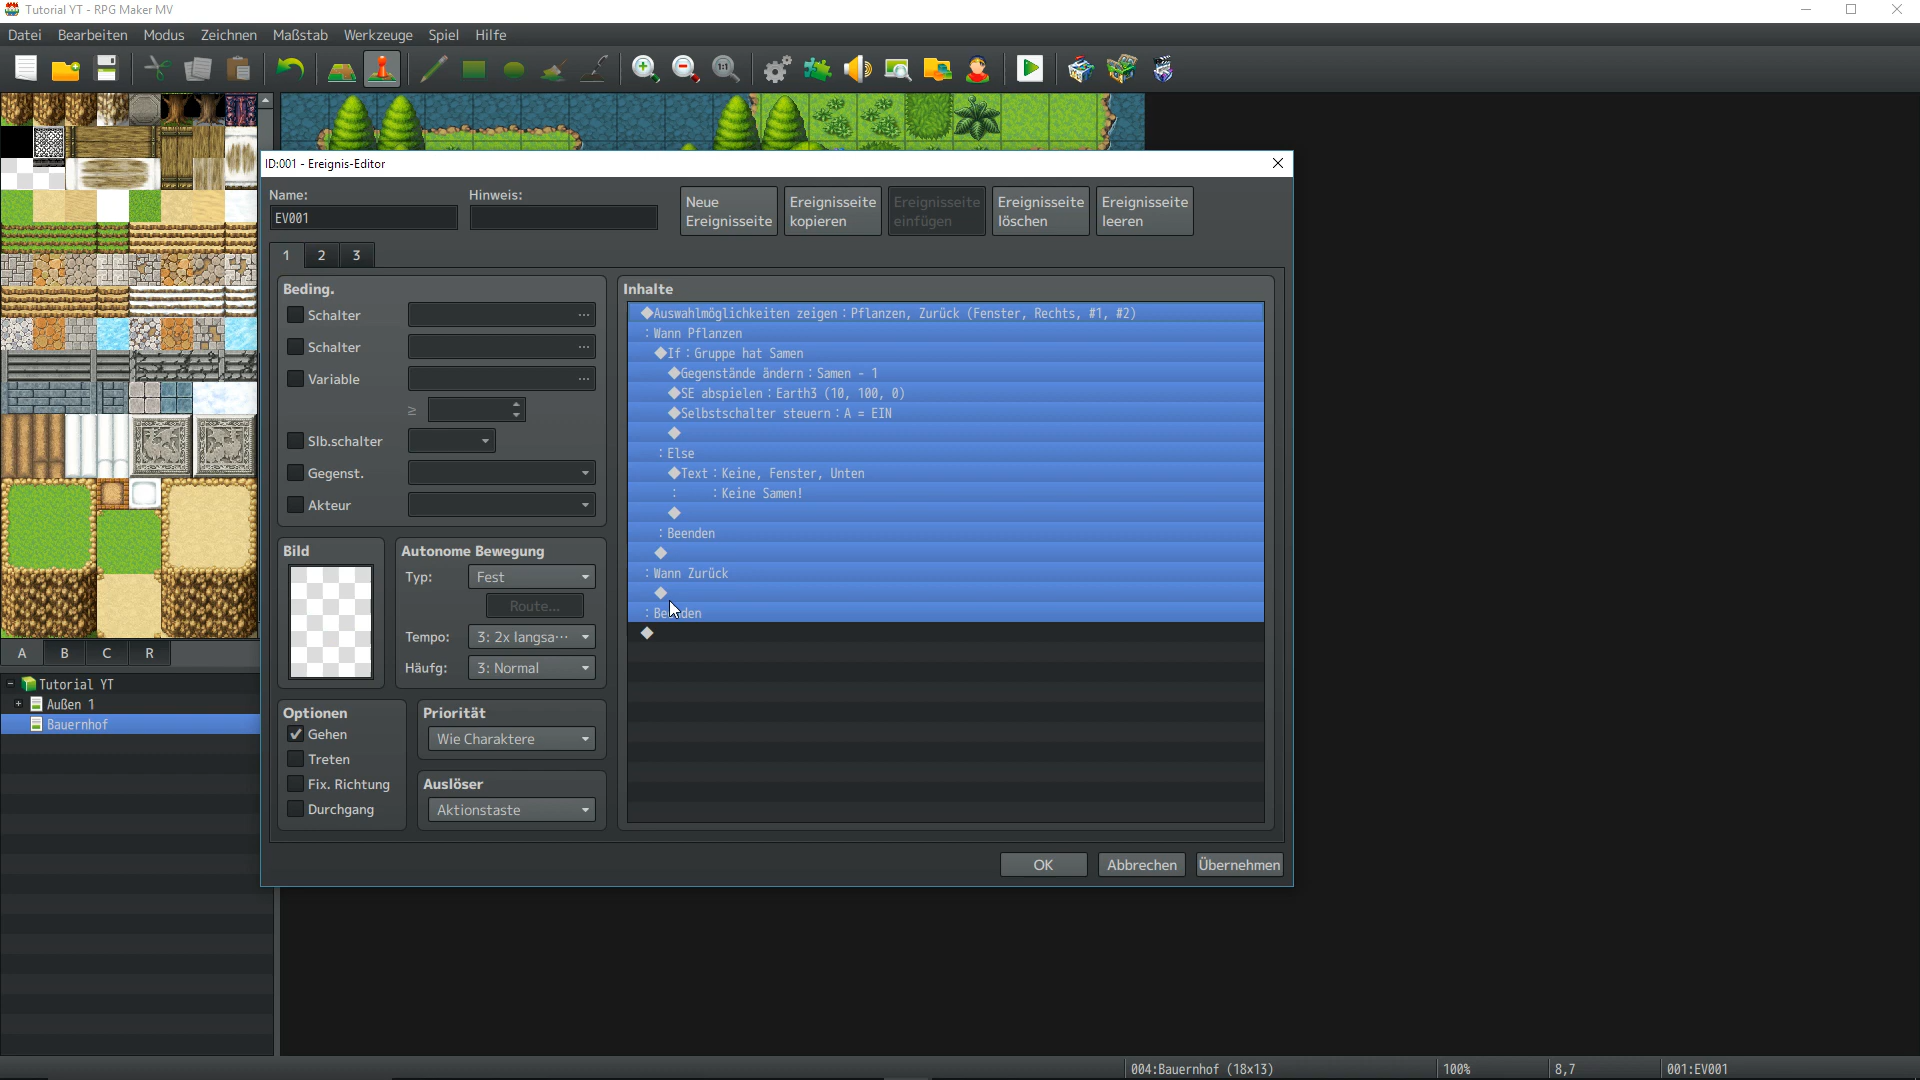 Tutorial YT - RPG Maker MV
Datei Bearbeiten Modus Zeichnen Maßstab Werkzeuge Spiel Hilfe
1:1
ID:001 - Ereignis-Editor
Name: Hinweis:
EV001
Neue Ereignisseite
Ereignisseite kopieren
Ereignisseite einfügen
Ereignisseite löschen
Ereignisseite leeren
1 2 3
Beding.
Schalter ...
Schalter ...
Variable ...
≥
Slb.schalter
Gegenst.
Akteur
Bild
Autonome Bewegung
Typ: Fest
Route...
Tempo: 3: 2x langsa...
Häufg: 3: Normal
Optionen
Gehen
Treten
Fix. Richtung
Durchgang
Priorität
Wie Charaktere
Auslöser
Aktionstaste
Inhalte
◆Auswahlmöglichkeiten zeigen : Pflanzen, Zurück (Fenster, Rechts, #1, #2)
: Wann Pflanzen
◆If : Gruppe hat Samen
◆Gegenstände ändern : Samen - 1
◆SE abspielen : Earth3 (10, 100, 0)
◆Selbstschalter steuern : A = EIN
◆
: Else
◆Text : Keine, Fenster, Unten
: : Keine Samen!
◆
: Beenden
◆
: Wann Zurück
◆
: Beenden
◆
OK Abbrechen Übernehmen
A B C R
Tutorial YT
Außen 1
Bauernhof
004:Bauernhof (18x13) 100% 8,7 001:EV001